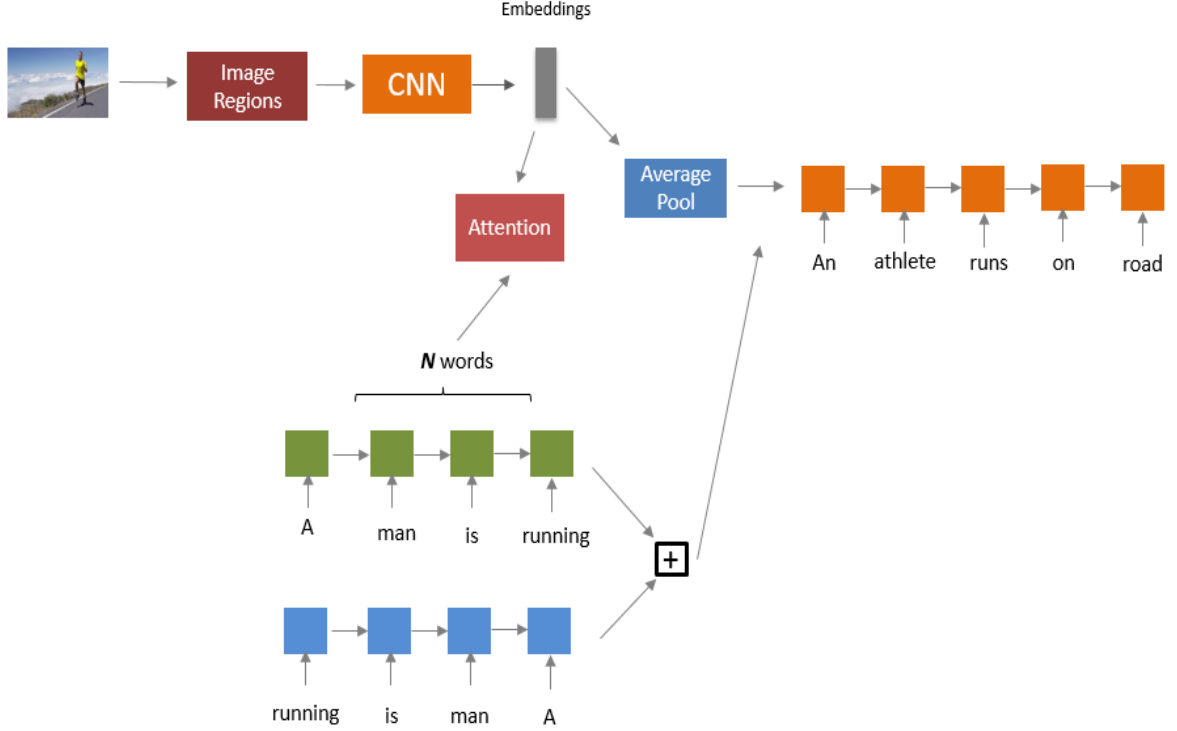 Embeddings
Image
Regions
CNN
Average
Pool
Attention
An athlete runs on road
N words
A man is running
+
running is man A